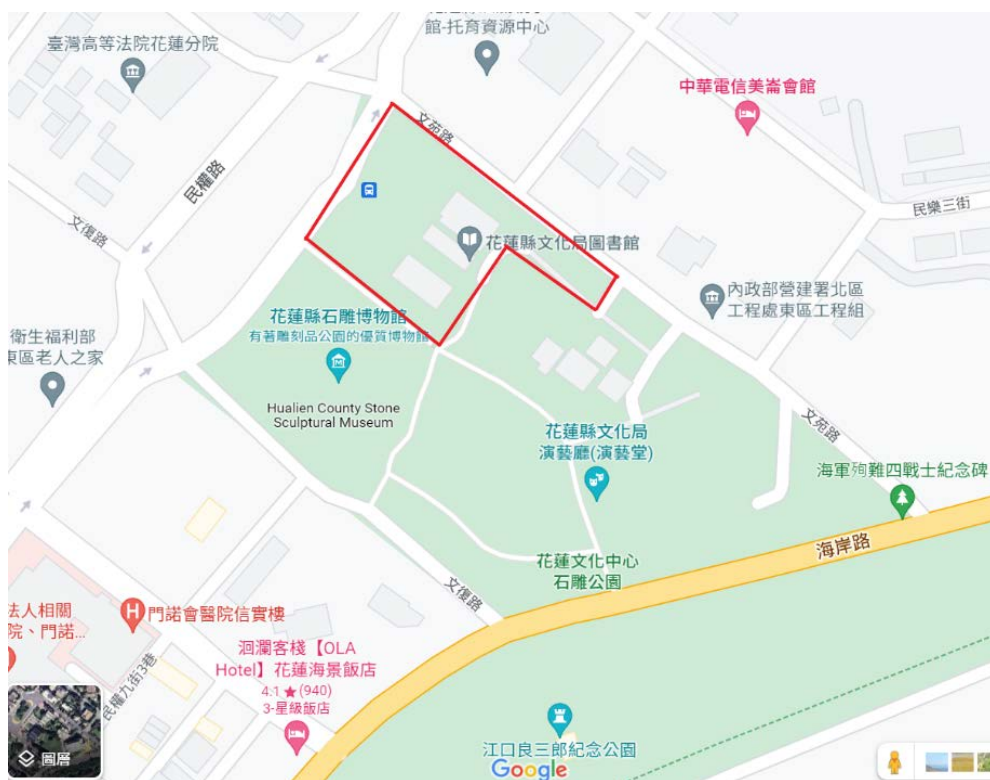 館-托育資源中心
臺灣高等法院花蓮分院
中華電信美崙會館
文苑路
民權路
民樂三街
文復路
花蓮縣文化局圖書館
內政部營建署北區
工程處東區工程組
花蓮縣石雕博物館
有著雕刻品公園的優質博物館
衛生福利部
東區老人之家
Hualien County Stone
Sculptural Museum
文苑路
花蓮縣文化局
演藝廳(演藝堂)
海軍殉難四戰士紀念碑
海岸路
花蓮文化中心
石雕公園
文復路
法人相關
院、門諾...
門諾會醫院信實樓
洄瀾客棧【OLA
Hotel】花蓮海景飯店
4.1 ★ (940)
3-星級飯店
民權九街3巷
圖層
江口良三郎紀念公園
Google